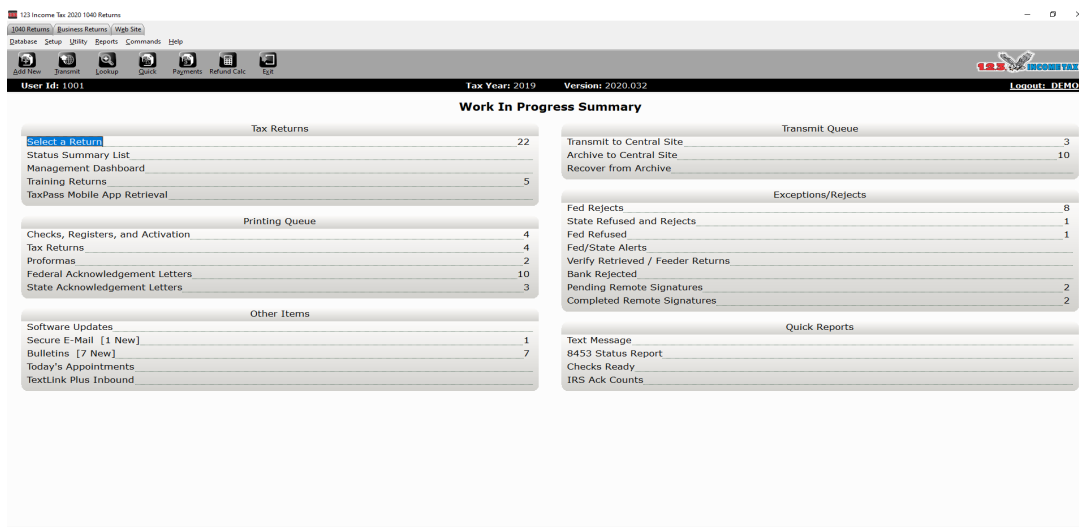 123 Income Tax 2020 1040 Returns
1040 Returns Business Returns Web Site
Database Setup Utility Reports Commands Help
Add New Transmit Lookup Quick Payments Refund Calc Exit
123 INCOME TAX
User Id: 1001 Tax Year: 2019 Version: 2020.032 Logout: DEMO
Work In Progress Summary
Tax Returns
Select a Return 22
Status Summary List
Management Dashboard
Training Returns 5
TaxPass Mobile App Retrieval
Printing Queue
Checks, Registers, and Activation 4
Tax Returns 4
Proformas 2
Federal Acknowledgement Letters 10
State Acknowledgement Letters 3
Other Items
Software Updates
Secure E-Mail [1 New] 1
Bulletins [7 New] 7
Today's Appointments
TextLink Plus Inbound
Transmit Queue
Transmit to Central Site 3
Archive to Central Site 10
Recover from Archive
Exceptions/Rejects
Fed Rejects 8
State Refused and Rejects 1
Fed Refused 1
Fed/State Alerts
Verify Retrieved / Feeder Returns
Bank Rejected
Pending Remote Signatures 2
Completed Remote Signatures 2
Quick Reports
Text Message
8453 Status Report
Checks Ready
IRS Ack Counts